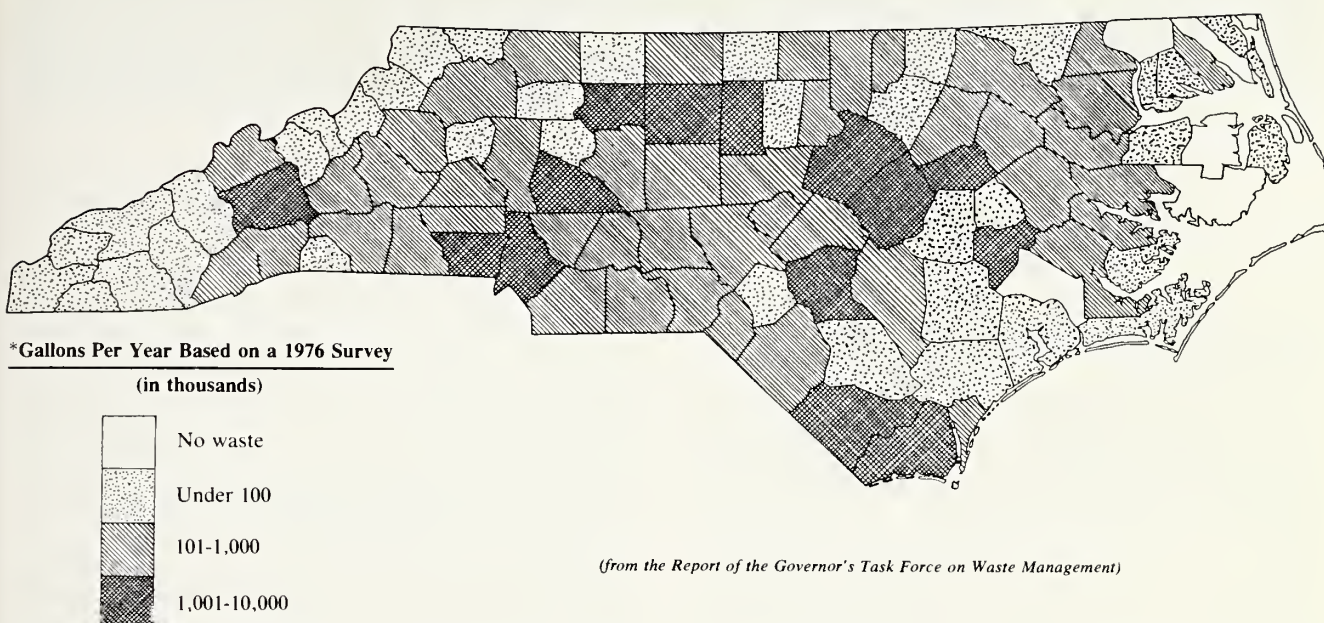 *Gallons Per Year Based on a 1976 Survey
(in thousands)
No waste
Under 100
101-1,000
1,001-10,000
(from the Report of the Governor's Task Force on Waste Management)